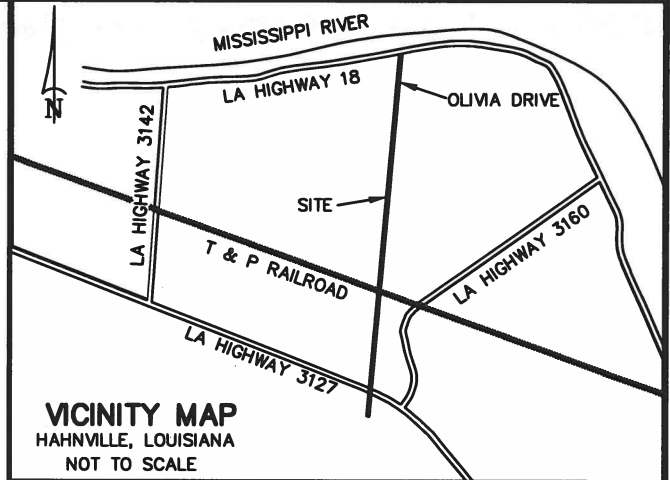 MISSISSIPPI RIVER
LA HIGHWAY 18
OLIVIA DRIVE
N
LA HIGHWAY 3142
SITE
LA HIGHWAY 3160
T & P RAILROAD
LA HIGHWAY 3127
VICINITY MAP
HAHNVILLE, LOUISIANA
NOT TO SCALE